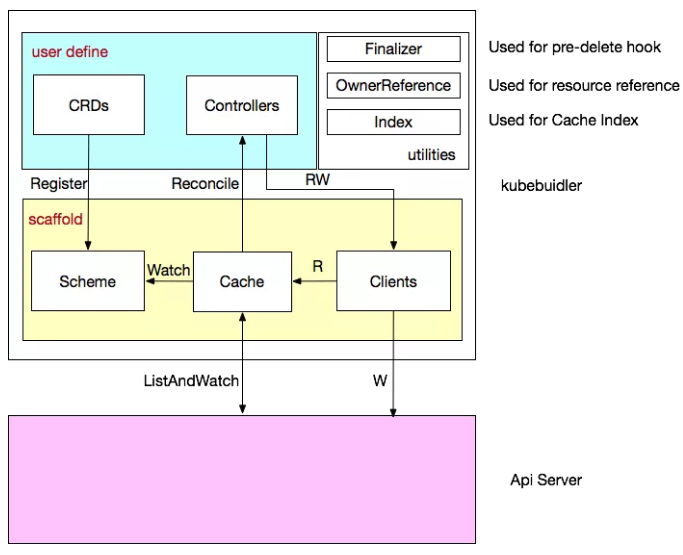 user define
Finalizer
Used for pre-delete hook
CRDs
Controllers
OwnerReference
Used for resource reference
Index
Used for Cache Index
utilities
Register
Reconcile
RW
kubebuidler
scaffold
Scheme
Watch
Cache
R
Clients
ListAndWatch
W
Api Server